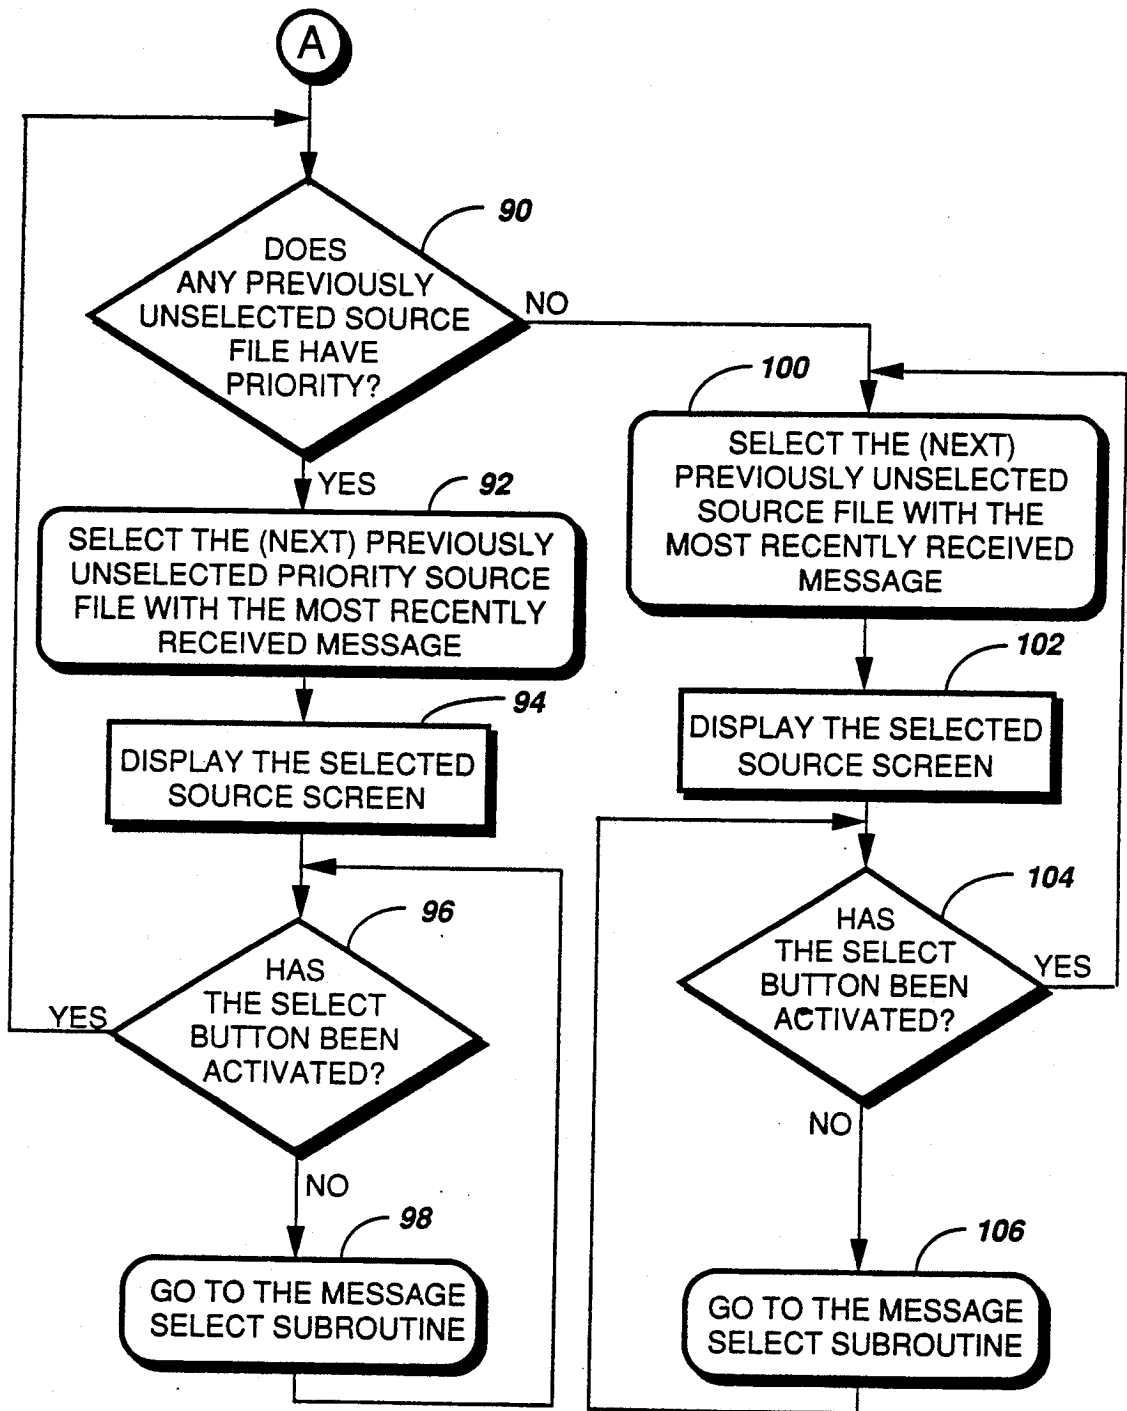 A
90
DOES
ANY PREVIOUSLY
UNSELECTED SOURCE
FILE HAVE
PRIORITY?
NO
YES
92
SELECT THE (NEXT) PREVIOUSLY
UNSELECTED PRIORITY SOURCE
FILE WITH THE MOST RECENTLY
RECEIVED MESSAGE
94
DISPLAY THE SELECTED
SOURCE SCREEN
96
HAS
THE SELECT
BUTTON BEEN
ACTIVATED?
YES
NO
98
GO TO THE MESSAGE
SELECT SUBROUTINE
100
SELECT THE (NEXT)
PREVIOUSLY UNSELECTED
SOURCE FILE WITH THE
MOST RECENTLY RECEIVED
MESSAGE
102
DISPLAY THE SELECTED
SOURCE SCREEN
104
HAS
THE SELECT
BUTTON BEEN
ACTIVATED?
YES
NO
106
GO TO THE MESSAGE
SELECT SUBROUTINE